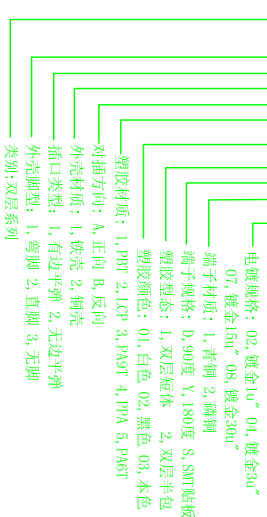 电镀规格: 02,镀金1u" 04,镀金3u"
07,镀金15u" 08,镀金30u"
端子材质: 1,青铜 2,磷铜
端子规格: D,90度 Y,180度 S,SMT贴板
塑胶型态: 1,双层短体 2,双层半包
塑胶颜色: 01,白色 02,黑色 03,本色
塑胶材质: 1,PBT 2,LCP 3,PA9T 4,PPA 5,PA6T
对插方向: A,正向 B,反向
外壳材质: 1,铁壳 2,铜壳
插口类型: 1,有边平弹 2,无边平弹
外壳脚型: 1,弯脚 2,直脚 3,无脚
类别:双层系列